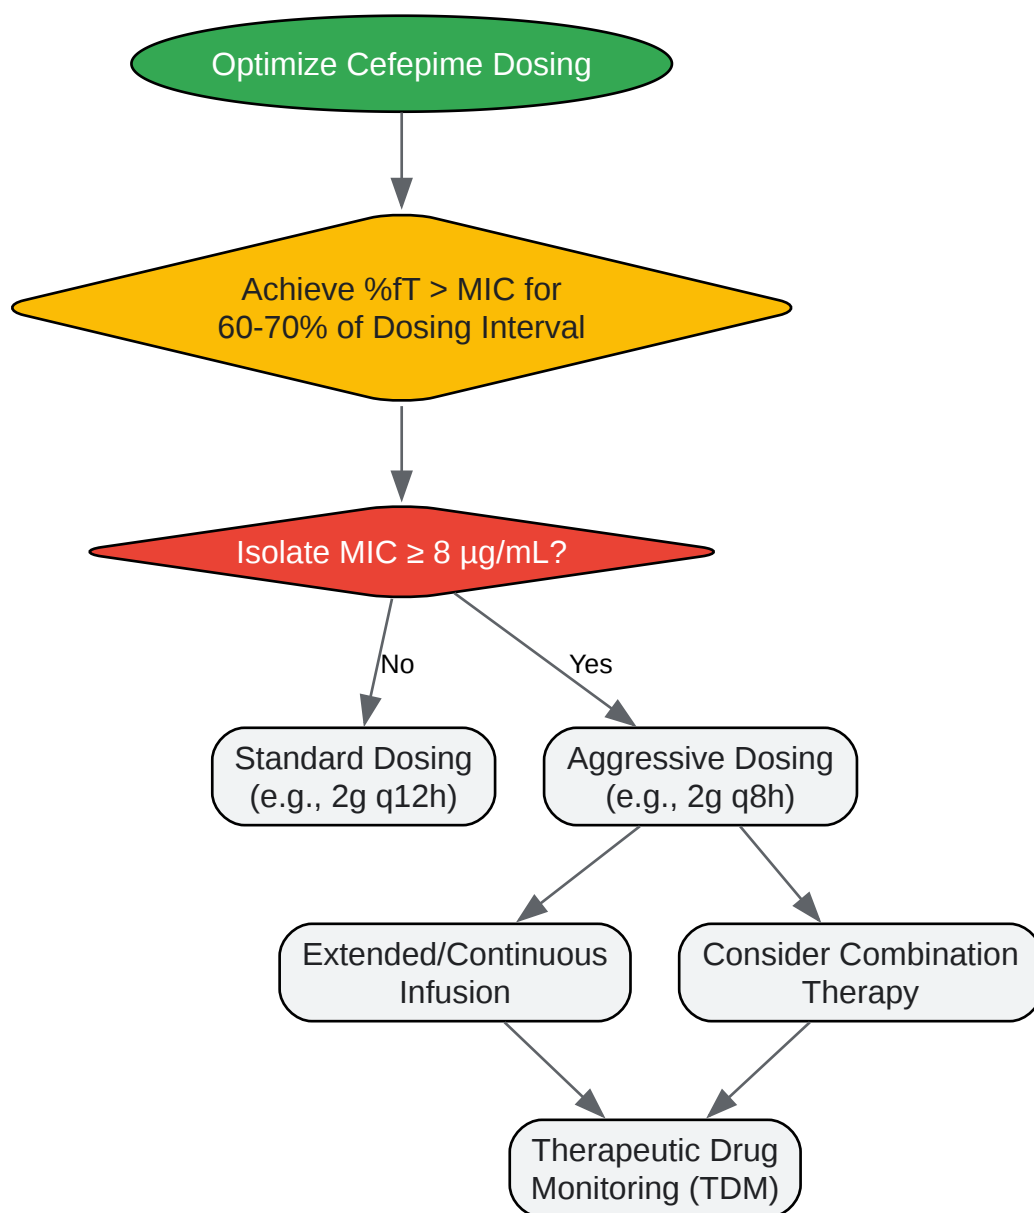 Optimize Cefepime Dosing
Achieve %fT > MIC for
60-70% of Dosing Interval
Isolate MIC ≥ 8 µg/mL?
No
Yes
Standard Dosing
(e.g., 2g q12h)
Aggressive Dosing
(e.g., 2g q8h)
Extended/Continuous
Infusion
Consider Combination
Therapy
Therapeutic Drug
Monitoring (TDM)